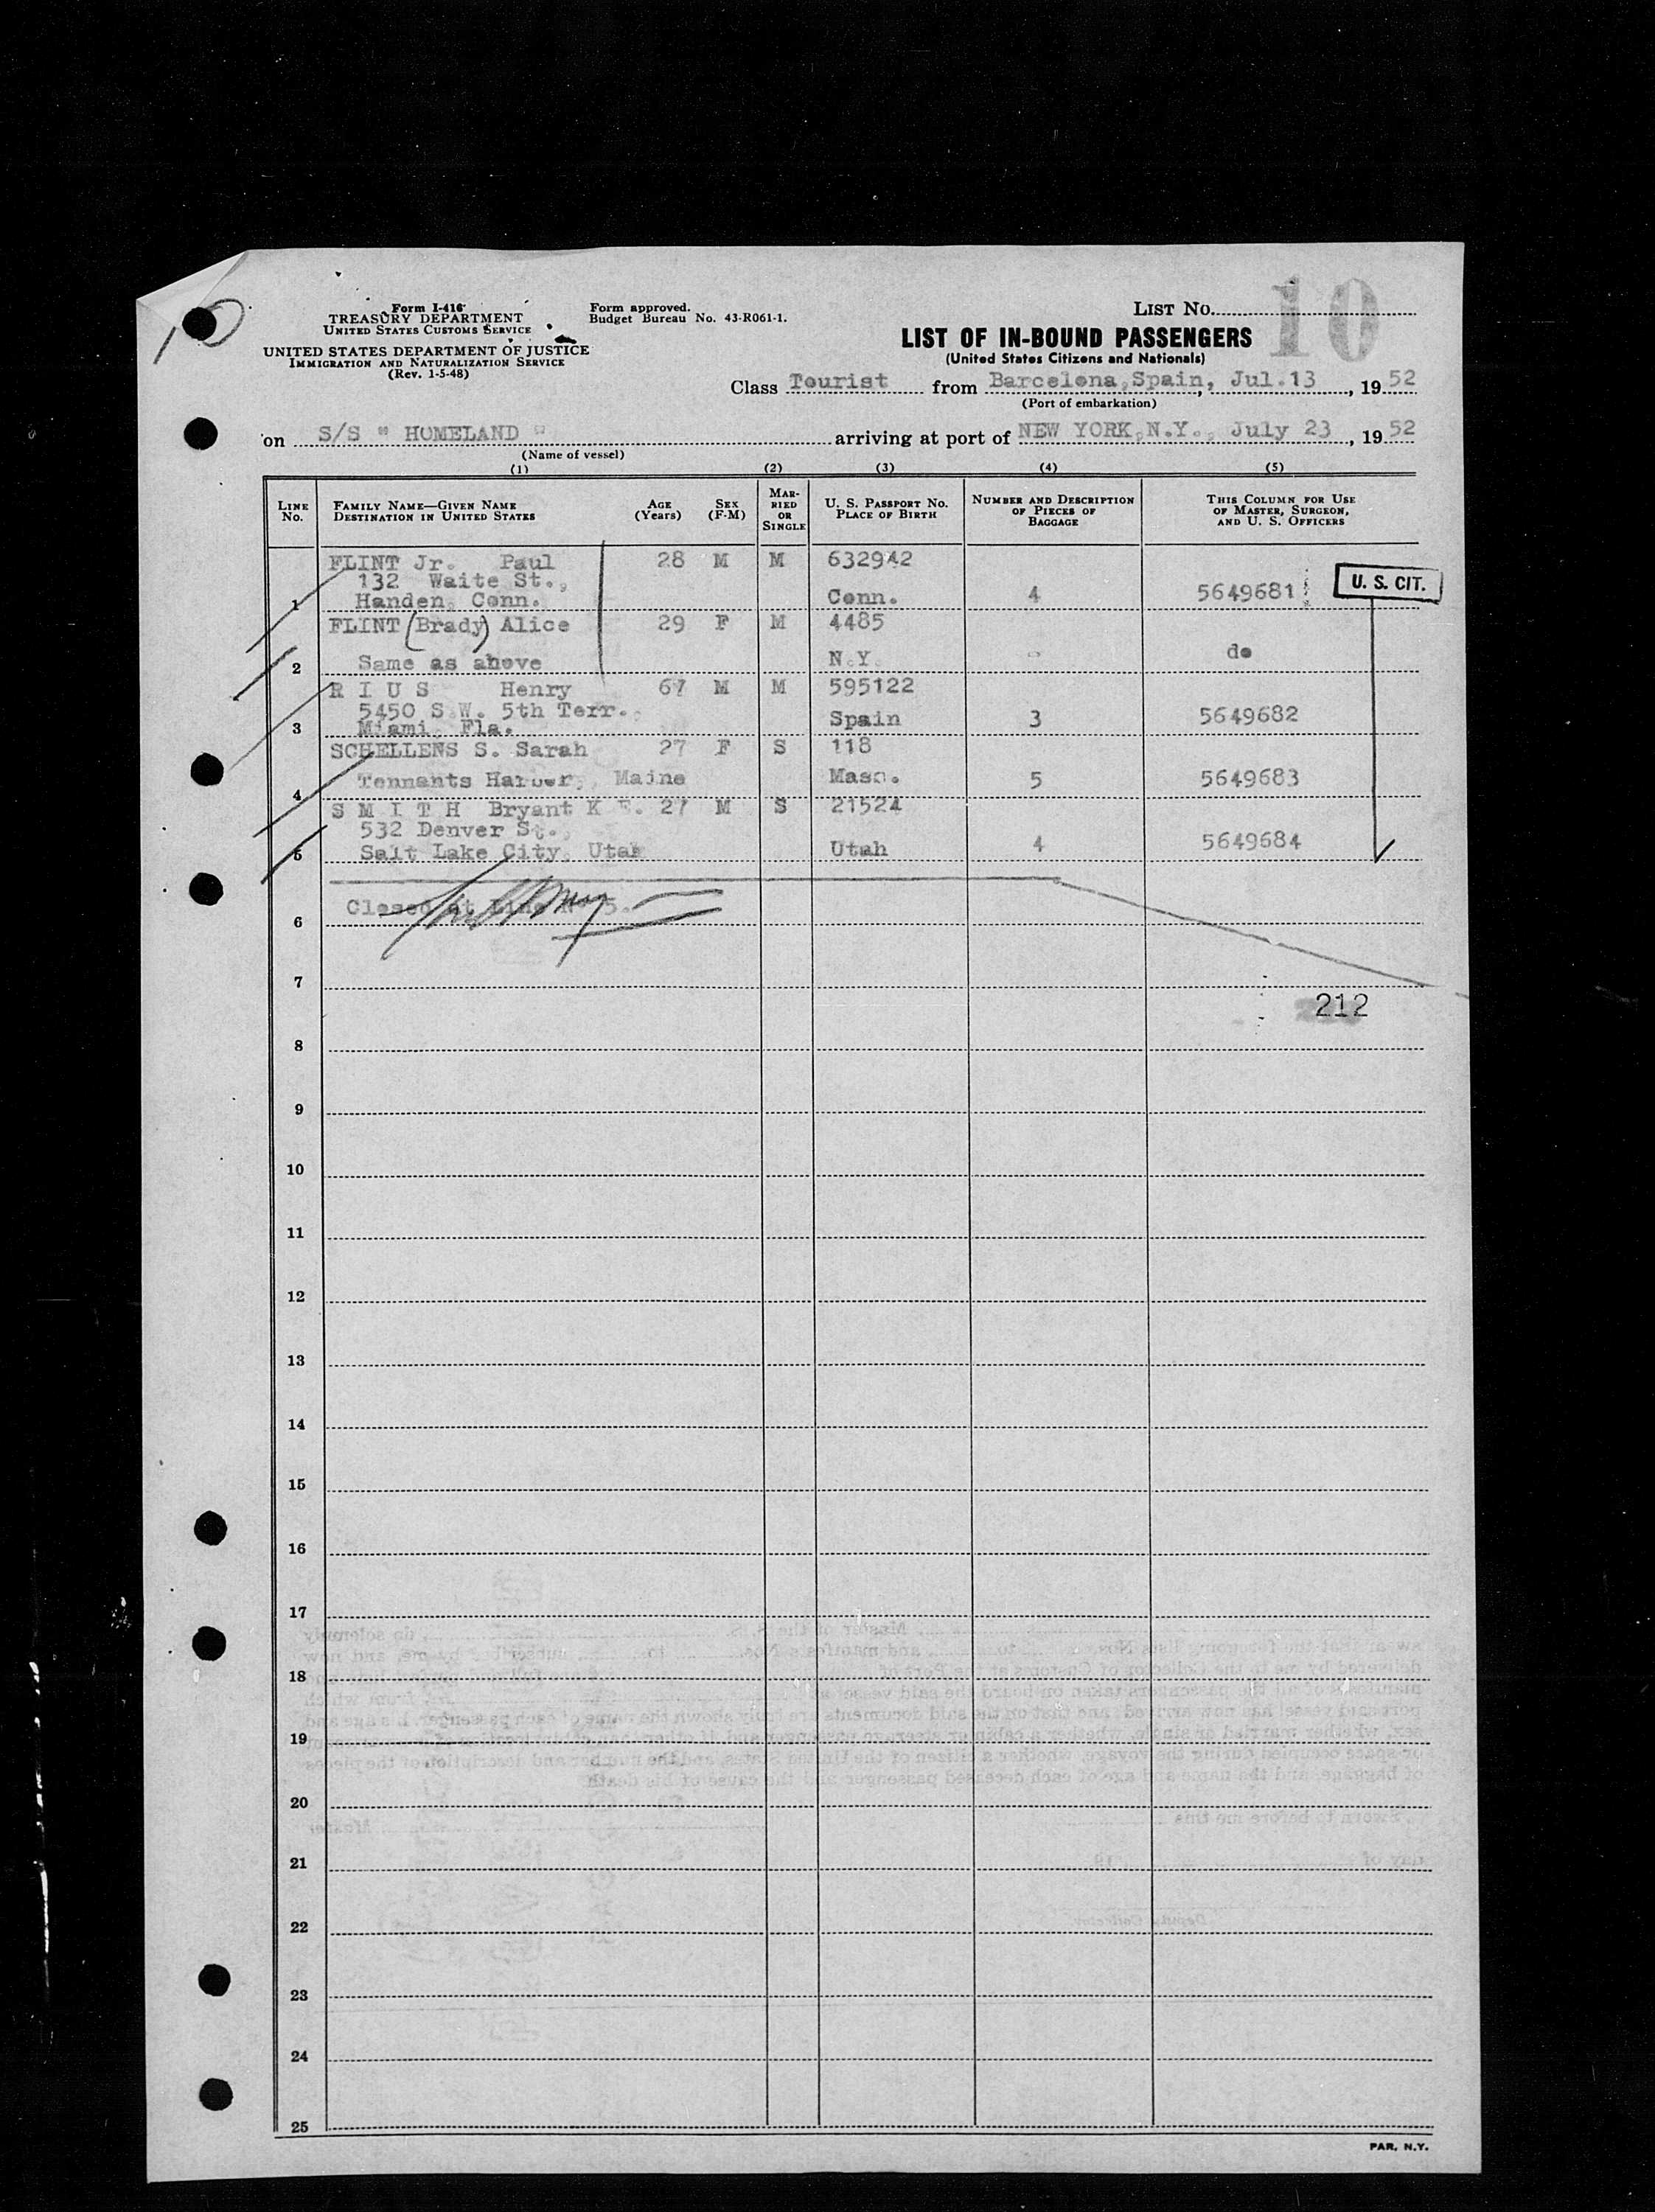 10
Form I-416
TREASURY DEPARTMENT
UNITED STATES CUSTOMS SERVICE
UNITED STATES DEPARTMENT OF JUSTICE
IMMIGRATION AND NATURALIZATION SERVICE
(Rev. 1-5-48)
Form approved.
Budget Bureau No. 43-R061-1.
LIST NO. 10
LIST OF IN-BOUND PASSENGERS
(United States Citizens and Nationals)
Class Tourist from Barcelona, Spain, Jul.13, 1952
(Port of embarkation)
on S/S " HOMELAND " arriving at port of NEW YORK, N.Y., July 23, 1952
(Name of vessel)
(1) (2) (3) (4) (5)
LINE No. FAMILY NAME—GIVEN NAME DESTINATION IN UNITED STATES AGE (Years) SEX (F-M) MARRIED OR SINGLE U. S. PASSPORT NO. PLACE OF BIRTH NUMBER AND DESCRIPTION OF PIECES OF BAGGAGE THIS COLUMN FOR USE OF MASTER, SURGEON, AND U. S. OFFICERS
FLINT Jr. Paul 28 M M 632942
132 Waite St.,
1 Handen, Conn. Conn. 4 5649681 U. S. CIT.
FLINT (Brady) Alice 29 F M 4485
2 Same as above N.Y. - do
R I U S Henry 67 M M 595122
5450 S.W. 5th Terr.
3 Miami, Fla. Spain 3 5649682
SCHELLENS S. Sarah 27 F S 118
4 Tennants Harbor, Maine Mass. 5 5649683
S M I T H Bryant K E. 27 M S 21524
532 Denver St.,
5 Salt Lake City, Utah Utah 4 5649684
6 Closed at Line Nº 5.
7
212
8
9
10
11
12
13
14
15
16
17
18
19
20
21
22
23
24
25
PAR, N.Y.